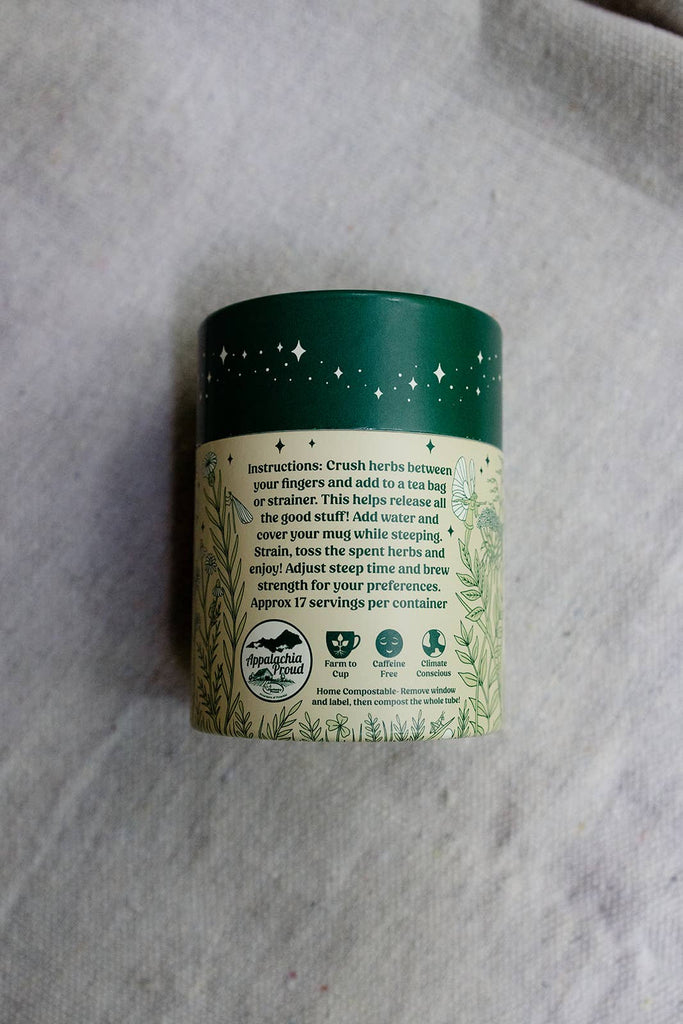 Instructions: Crush herbs between
your fingers and add to a tea bag
or strainer. This helps release all
the good stuff! Add water and
cover your mug while steeping.
Strain, toss the spent herbs and
enjoy! Adjust steep time and brew
strength for your preferences.
Approx 17 servings per container
Appalachia
Proud
Farm to
Cup
Caffeine
Free
Climate
Conscious
Home Compostable- Remove window
and label, then compost the whole tube!